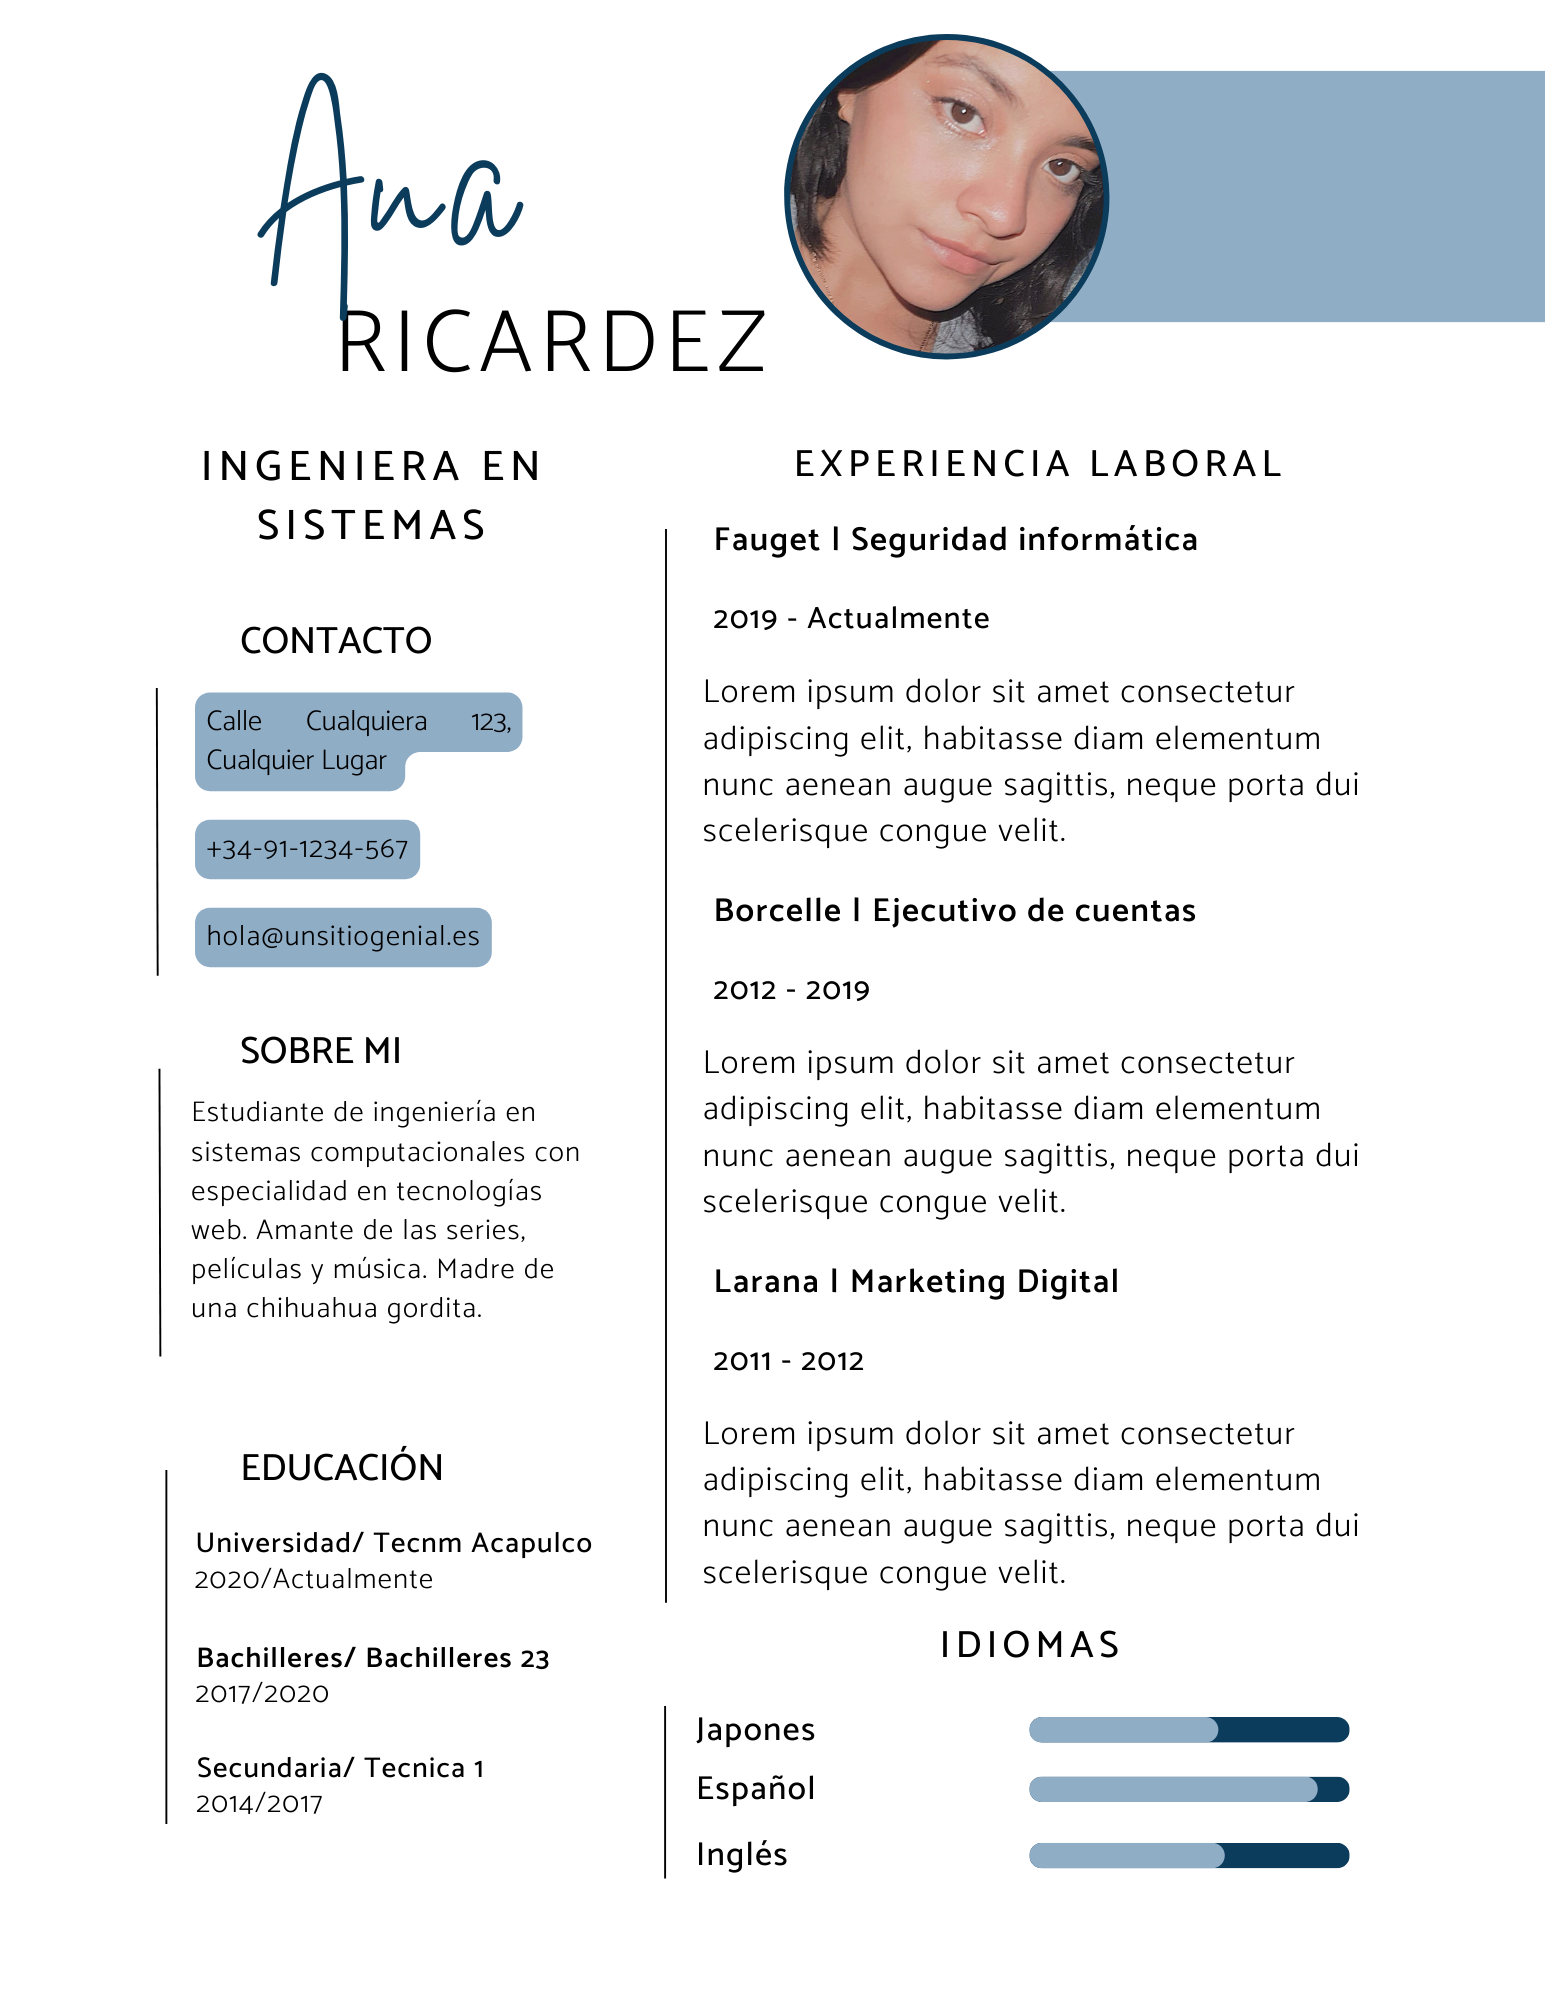 Ana
RICARDEZ
INGENIERA EN
SISTEMAS
CONTACTO
Calle Cualquiera 123,
Cualquier Lugar
+34-91-1234-567
hola@unsitiogenial.es
SOBRE MI
Estudiante de ingeniería en
sistemas computacionales con
especialidad en tecnologías
web. Amante de las series,
películas y música. Madre de
una chihuahua gordita.
EDUCACIÓN
Universidad/ Tecnm Acapulco
2020/Actualmente
Bachilleres/ Bachilleres 23
2017/2020
Secundaria/ Tecnica 1
2014/2017
EXPERIENCIA LABORAL
Fauget | Seguridad informática
2019 - Actualmente
Lorem ipsum dolor sit amet consectetur
adipiscing elit, habitasse diam elementum
nunc aenean augue sagittis, neque porta dui
scelerisque congue velit.
Borcelle | Ejecutivo de cuentas
2012 - 2019
Lorem ipsum dolor sit amet consectetur
adipiscing elit, habitasse diam elementum
nunc aenean augue sagittis, neque porta dui
scelerisque congue velit.
Larana | Marketing Digital
2011 - 2012
Lorem ipsum dolor sit amet consectetur
adipiscing elit, habitasse diam elementum
nunc aenean augue sagittis, neque porta dui
scelerisque congue velit.
IDIOMAS
Japones
Español
Inglés